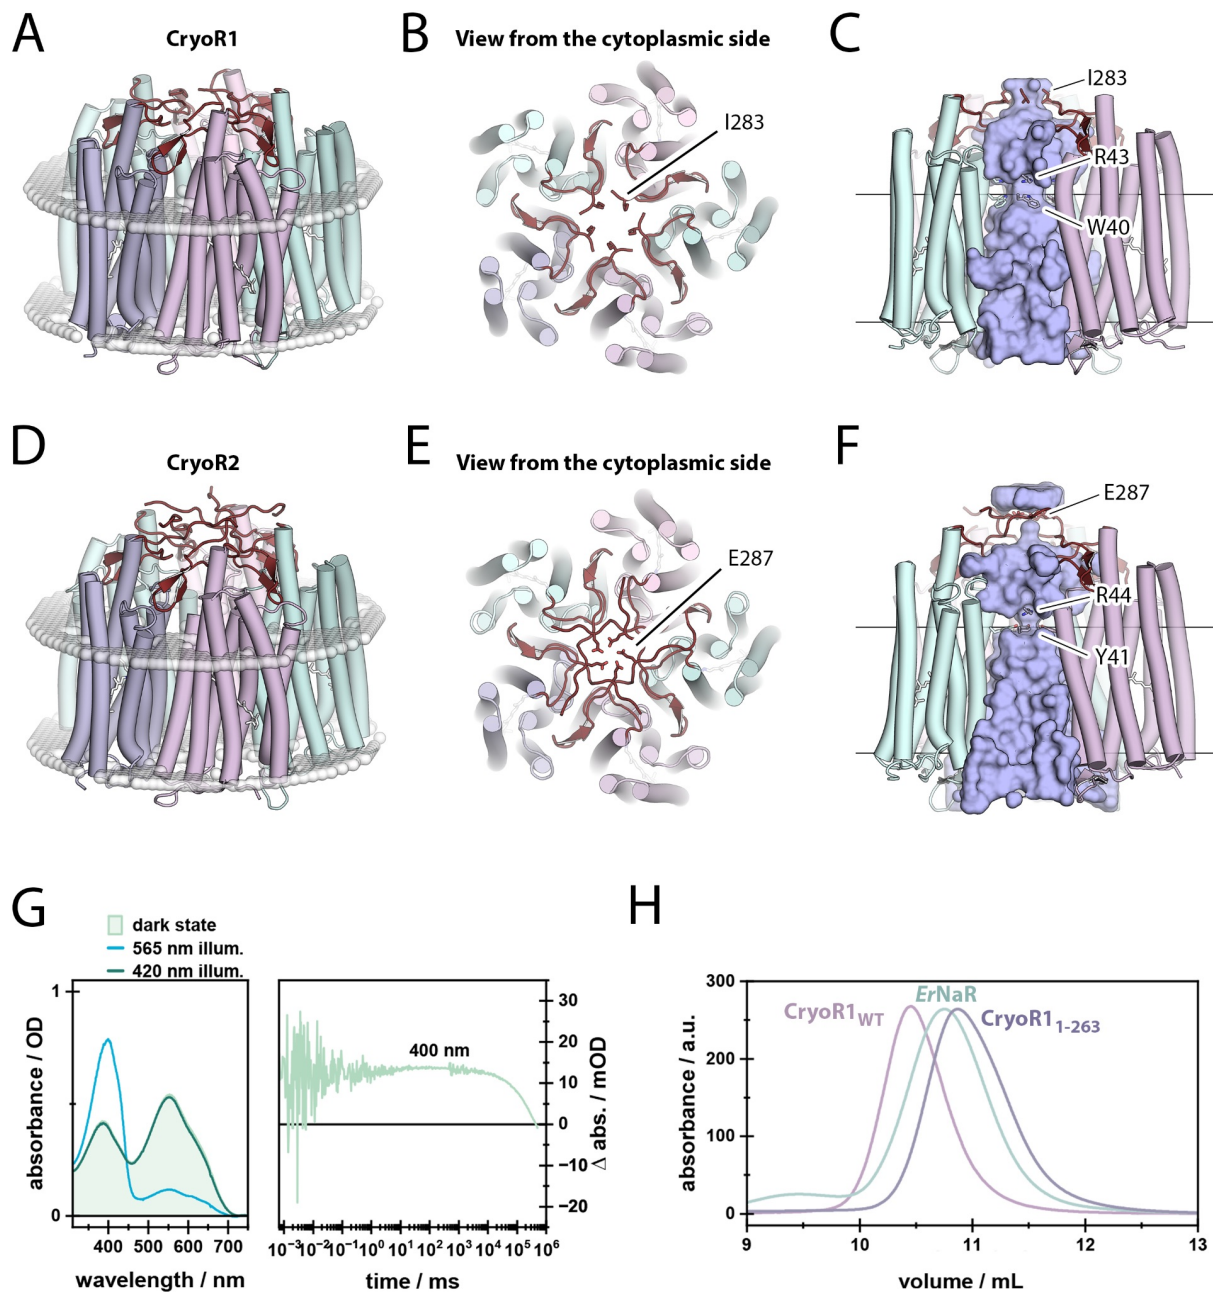 A
CryoR1
B
View from the cytoplasmic side
I283
C
I283
R43
W40
D
CryoR2
E
View from the cytoplasmic side
E287
F
E287
R44
Y41
G
dark state
565 nm illum.
420 nm illum.
1
0
absorbance / OD
400 500 600 700
wavelength / nm
400 nm
30
20
10
0
−10
−20
Δ abs. / mOD
10⁻³ 10⁻² 10⁻¹ 10⁰ 10¹ 10² 10³ 10⁴ 10⁵ 10⁶
time / ms
H
300
200
100
0
absorbance / a.u.
CryoR1WT
ErNaR
CryoR11-263
9 10 11 12 13
volume / mL